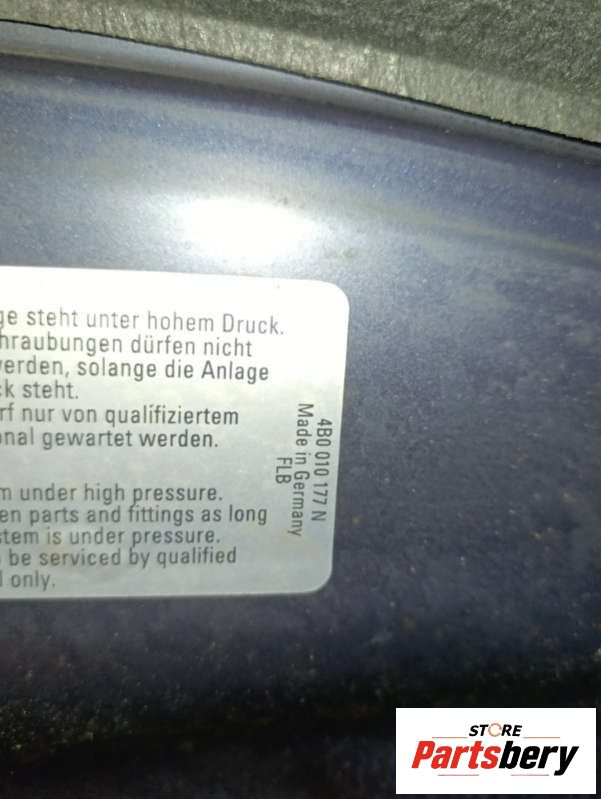 ge steht unter hohem Druck.
hraubungen dürfen nicht
werden, solange die Anlage
ck steht.
rf nur von qualifiziertem
onal gewartet werden.
m under high pressure.
en parts and fittings as long
stem is under pressure.
be serviced by qualified
l only.
4B0 010 177 N
Made in Germany
FLB
STORE
Partsbery